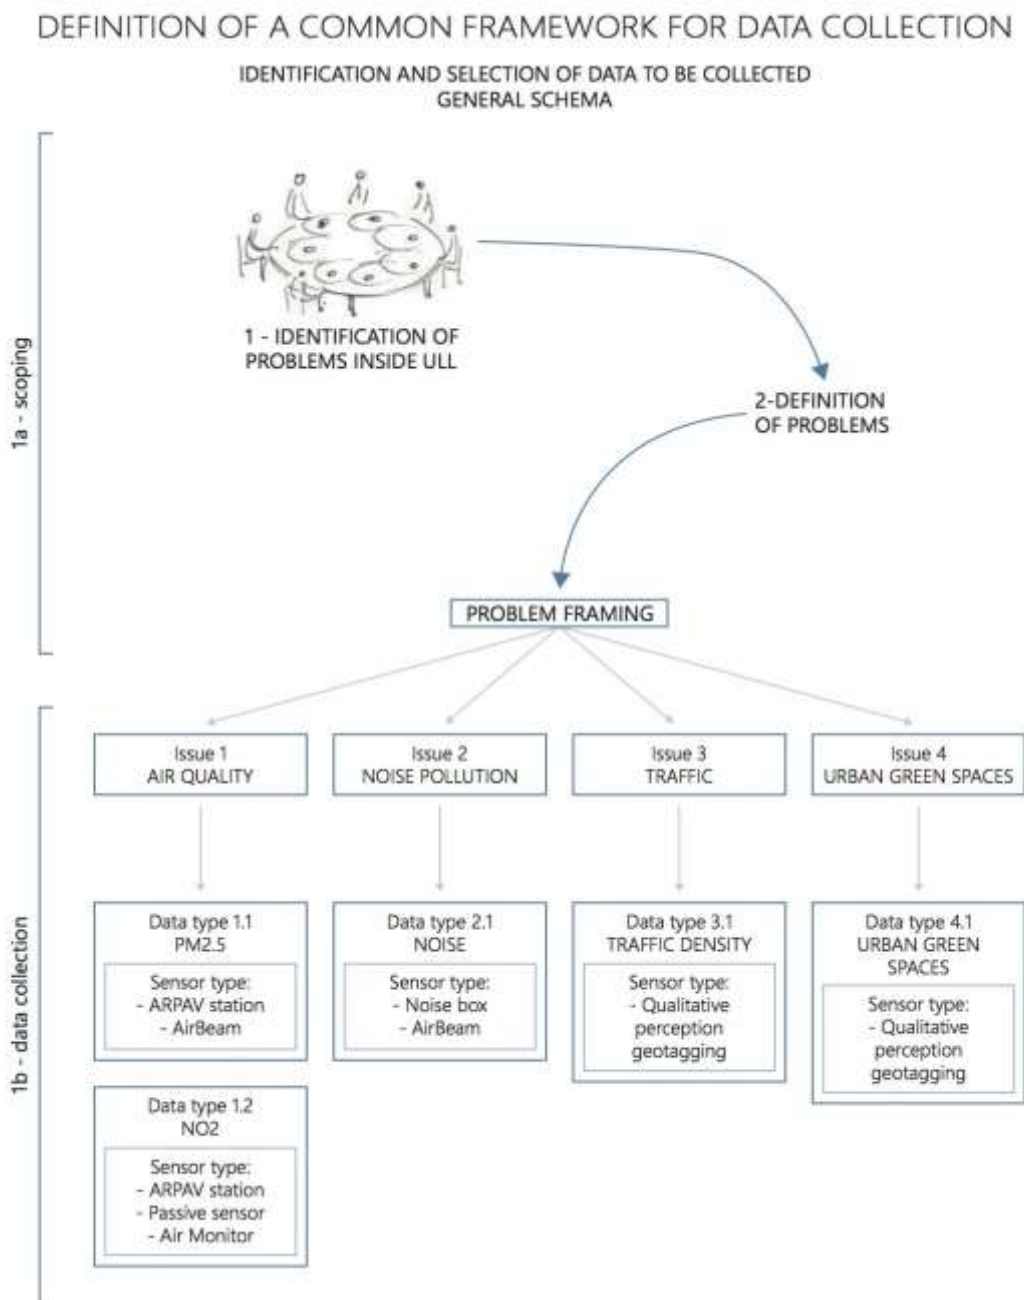 DEFINITION OF A COMMON FRAMEWORK FOR DATA COLLECTION
IDENTIFICATION AND SELECTION OF DATA TO BE COLLECTED
GENERAL SCHEMA
1a - scoping
1 - IDENTIFICATION OF
PROBLEMS INSIDE ULL
2-DEFINITION
OF PROBLEMS
PROBLEM FRAMING
1b - data collection
Issue 1
AIR QUALITY
Issue 2
NOISE POLLUTION
Issue 3
TRAFFIC
Issue 4
URBAN GREEN SPACES
Data type 1.1
PM2.5
Sensor type:
- ARPAV station
- AirBeam
Data type 2.1
NOISE
Sensor type:
- Noise box
- AirBeam
Data type 3.1
TRAFFIC DENSITY
Sensor type:
- Qualitative
perception
geotagging
Data type 4.1
URBAN GREEN
SPACES
Sensor type:
- Qualitative
perception
geotagging
Data type 1.2
NO2
Sensor type:
- ARPAV station
- Passive sensor
- Air Monitor